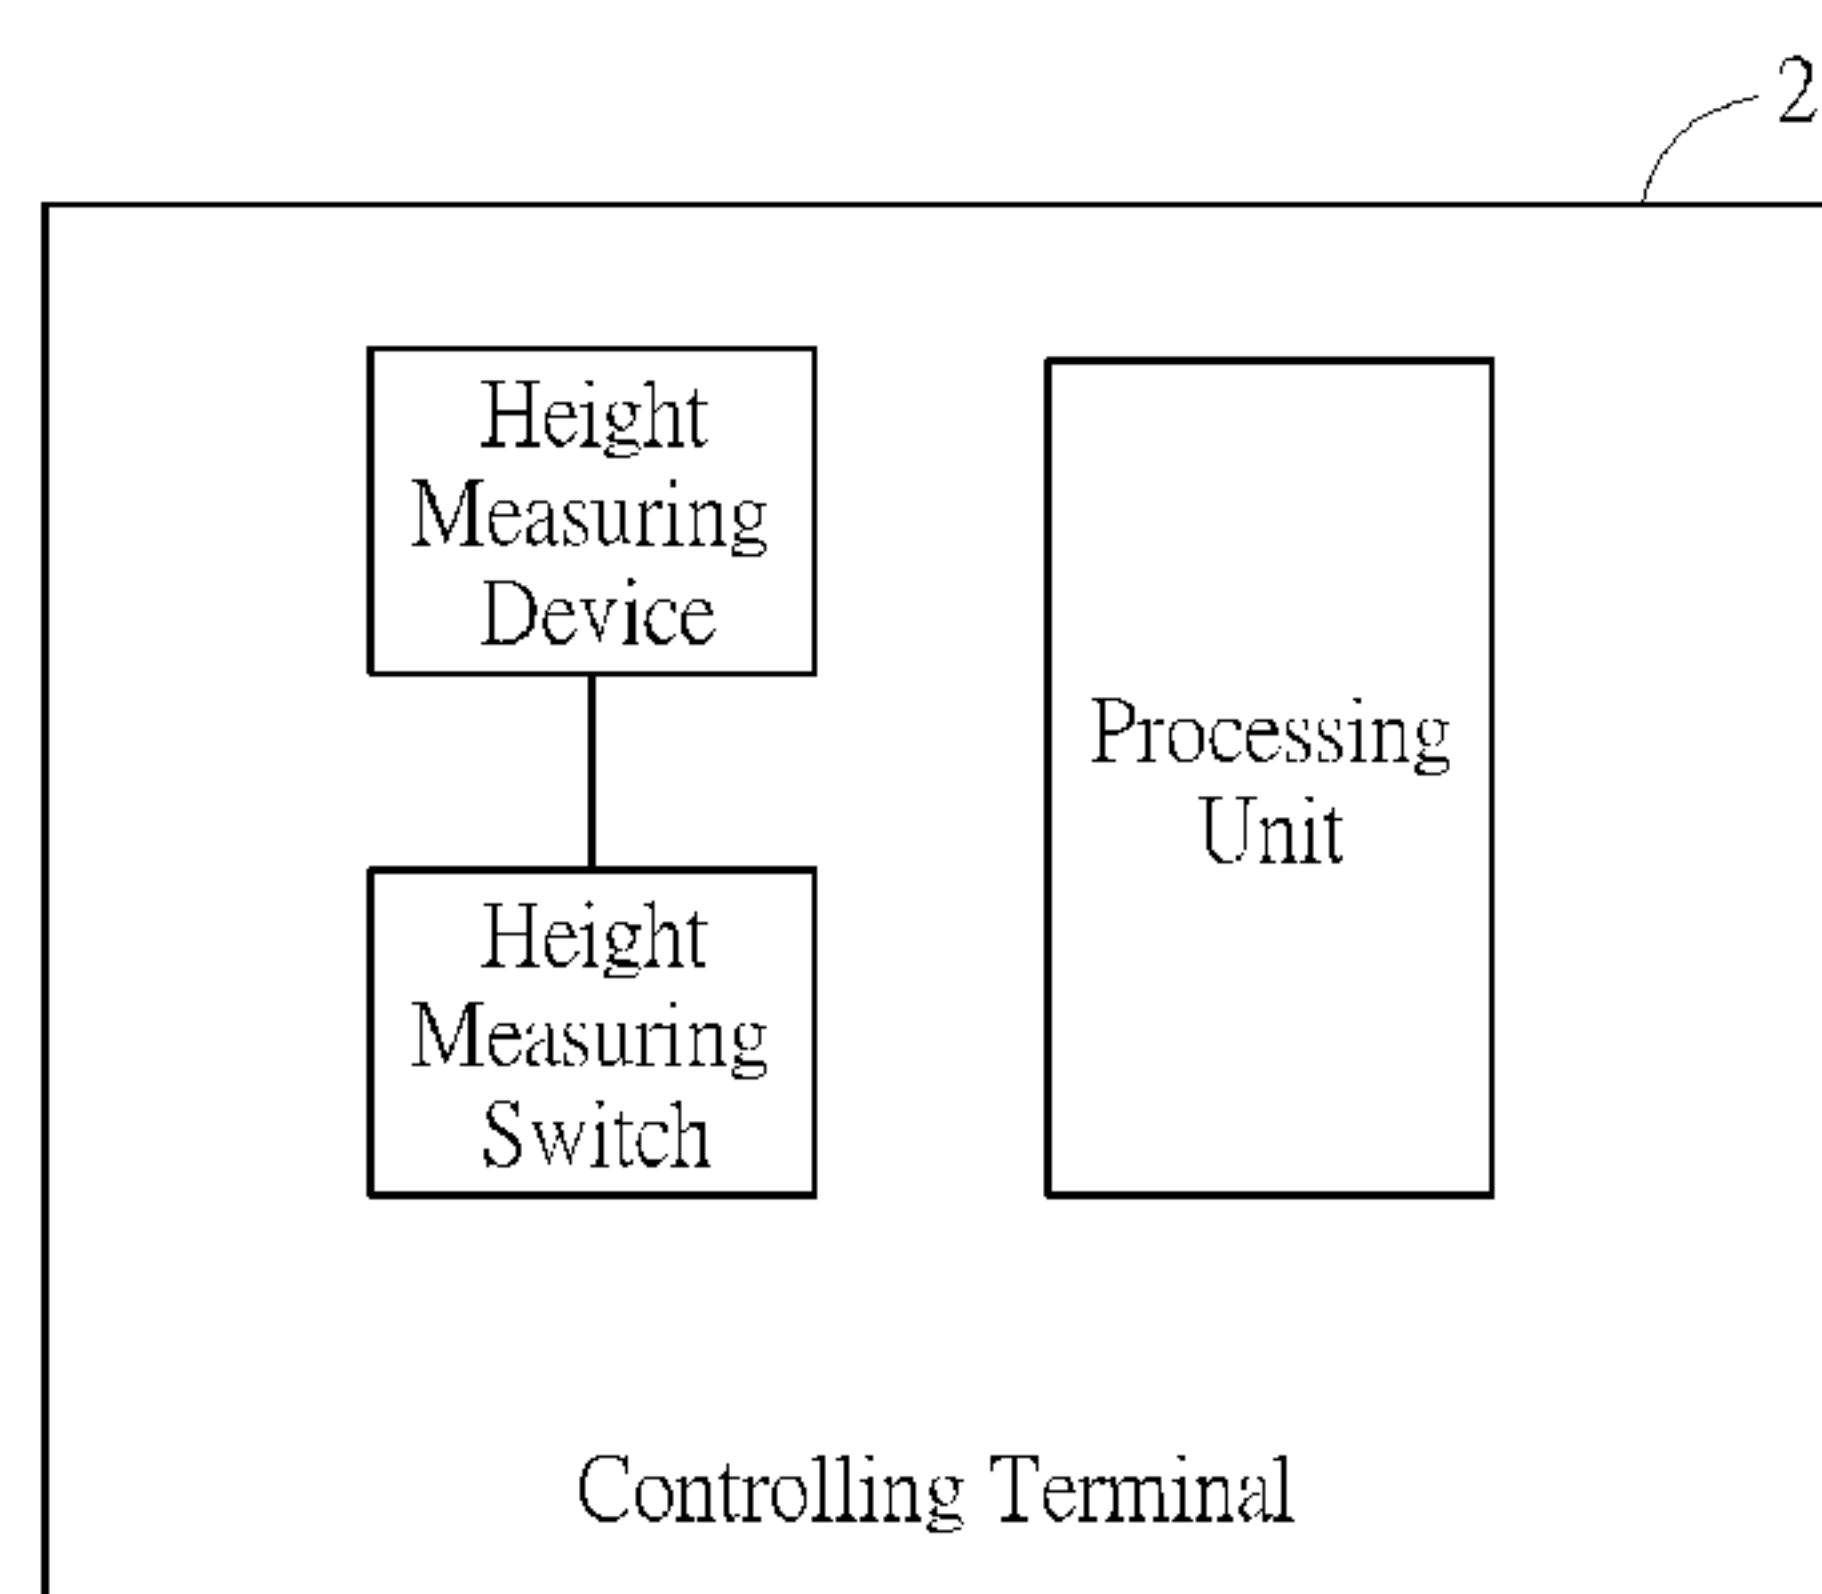 2
Height
Measuring
Device
Processing
Unit
Height
Measuring
Switch
Controlling Terminal